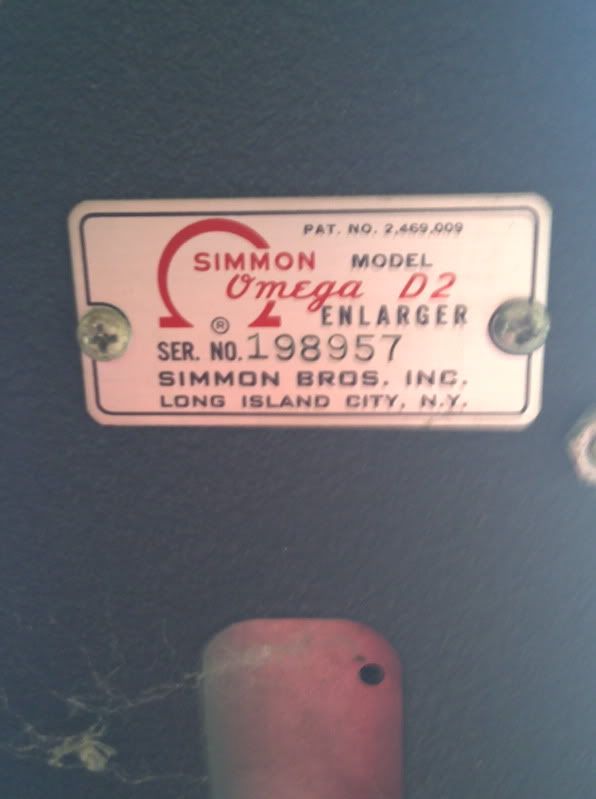 PAT. NO. 2,469,009
SIMMON MODEL
Omega D2
® ENLARGER
SER. NO. 198957
SIMMON BROS. INC.
LONG ISLAND CITY, N.Y.